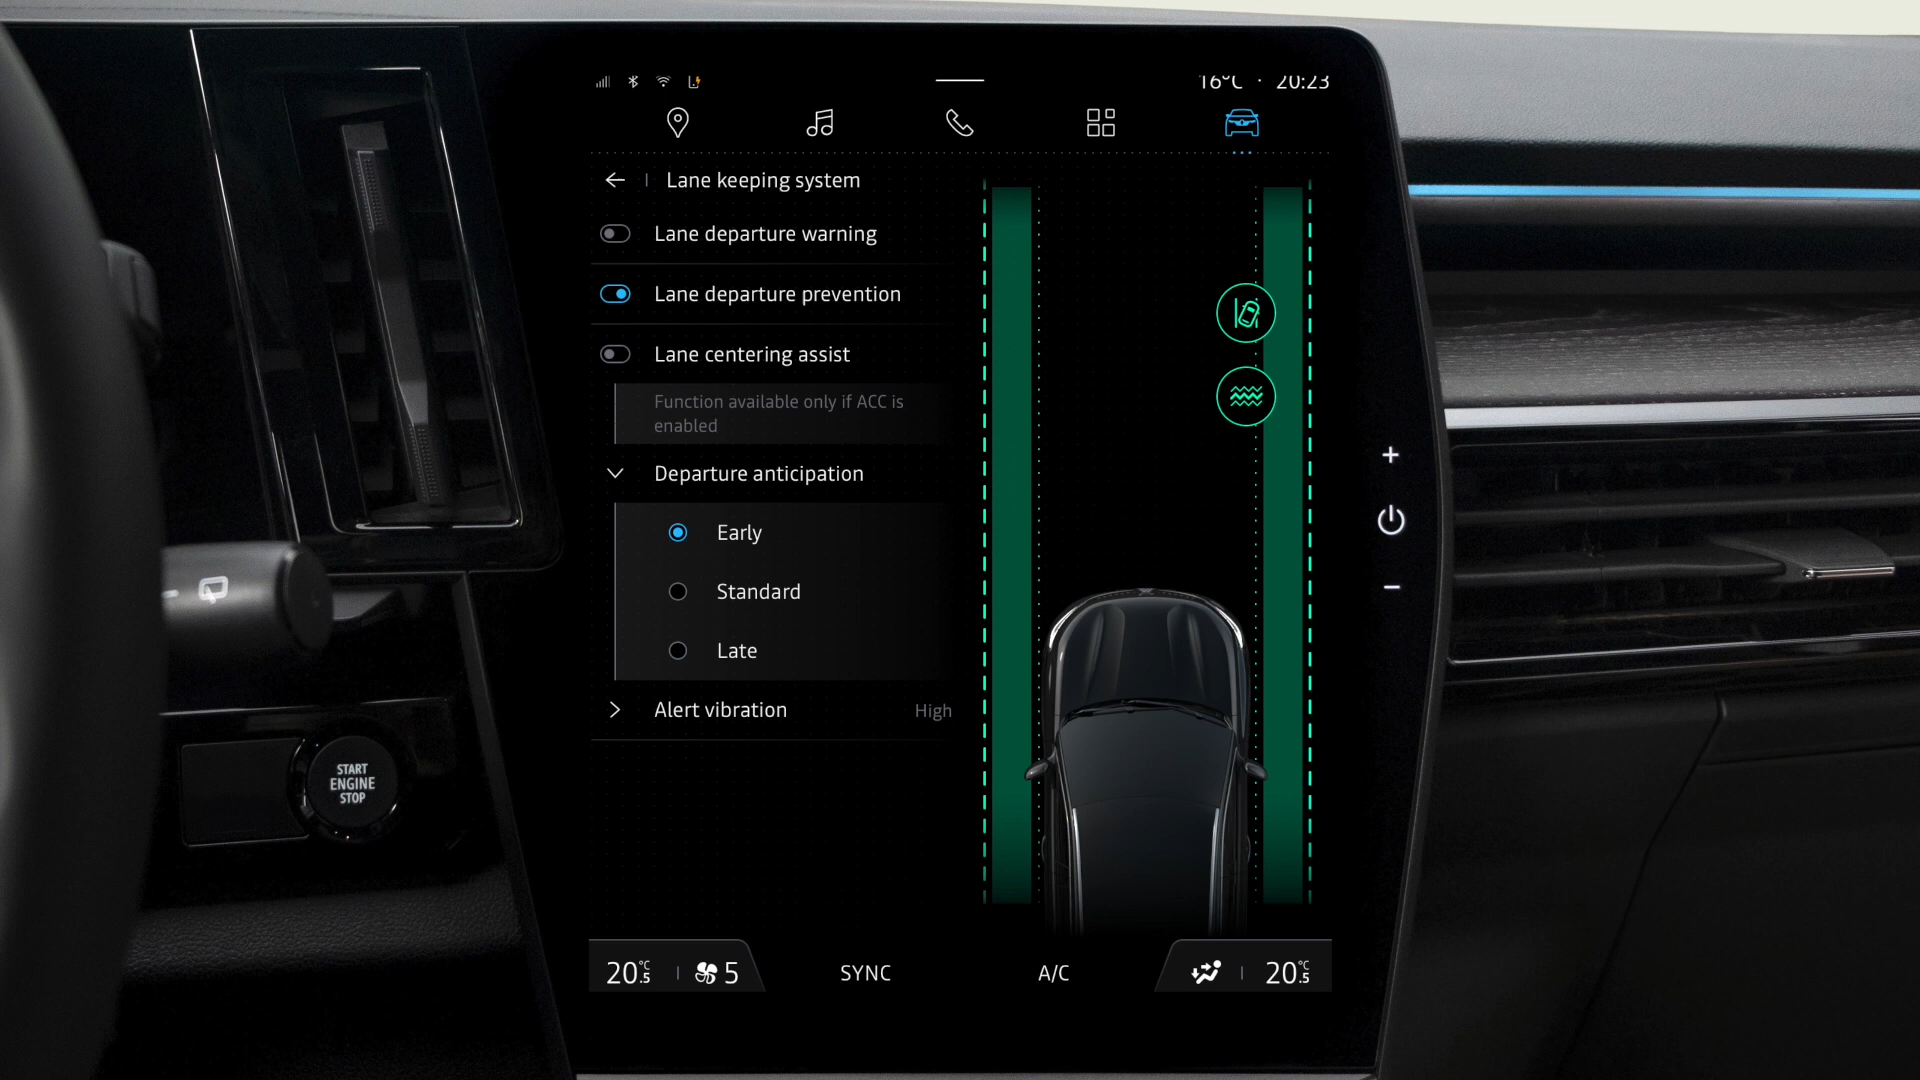 16°C · 20:23
Lane keeping system
Lane departure warning
Lane departure prevention
Lane centering assist
Function available only if ACC is
enabled
Departure anticipation
Early
Standard
Late
Alert vibration High
+
−
START
ENGINE
STOP
20.5°C 5 SYNC A/C 20.5°C